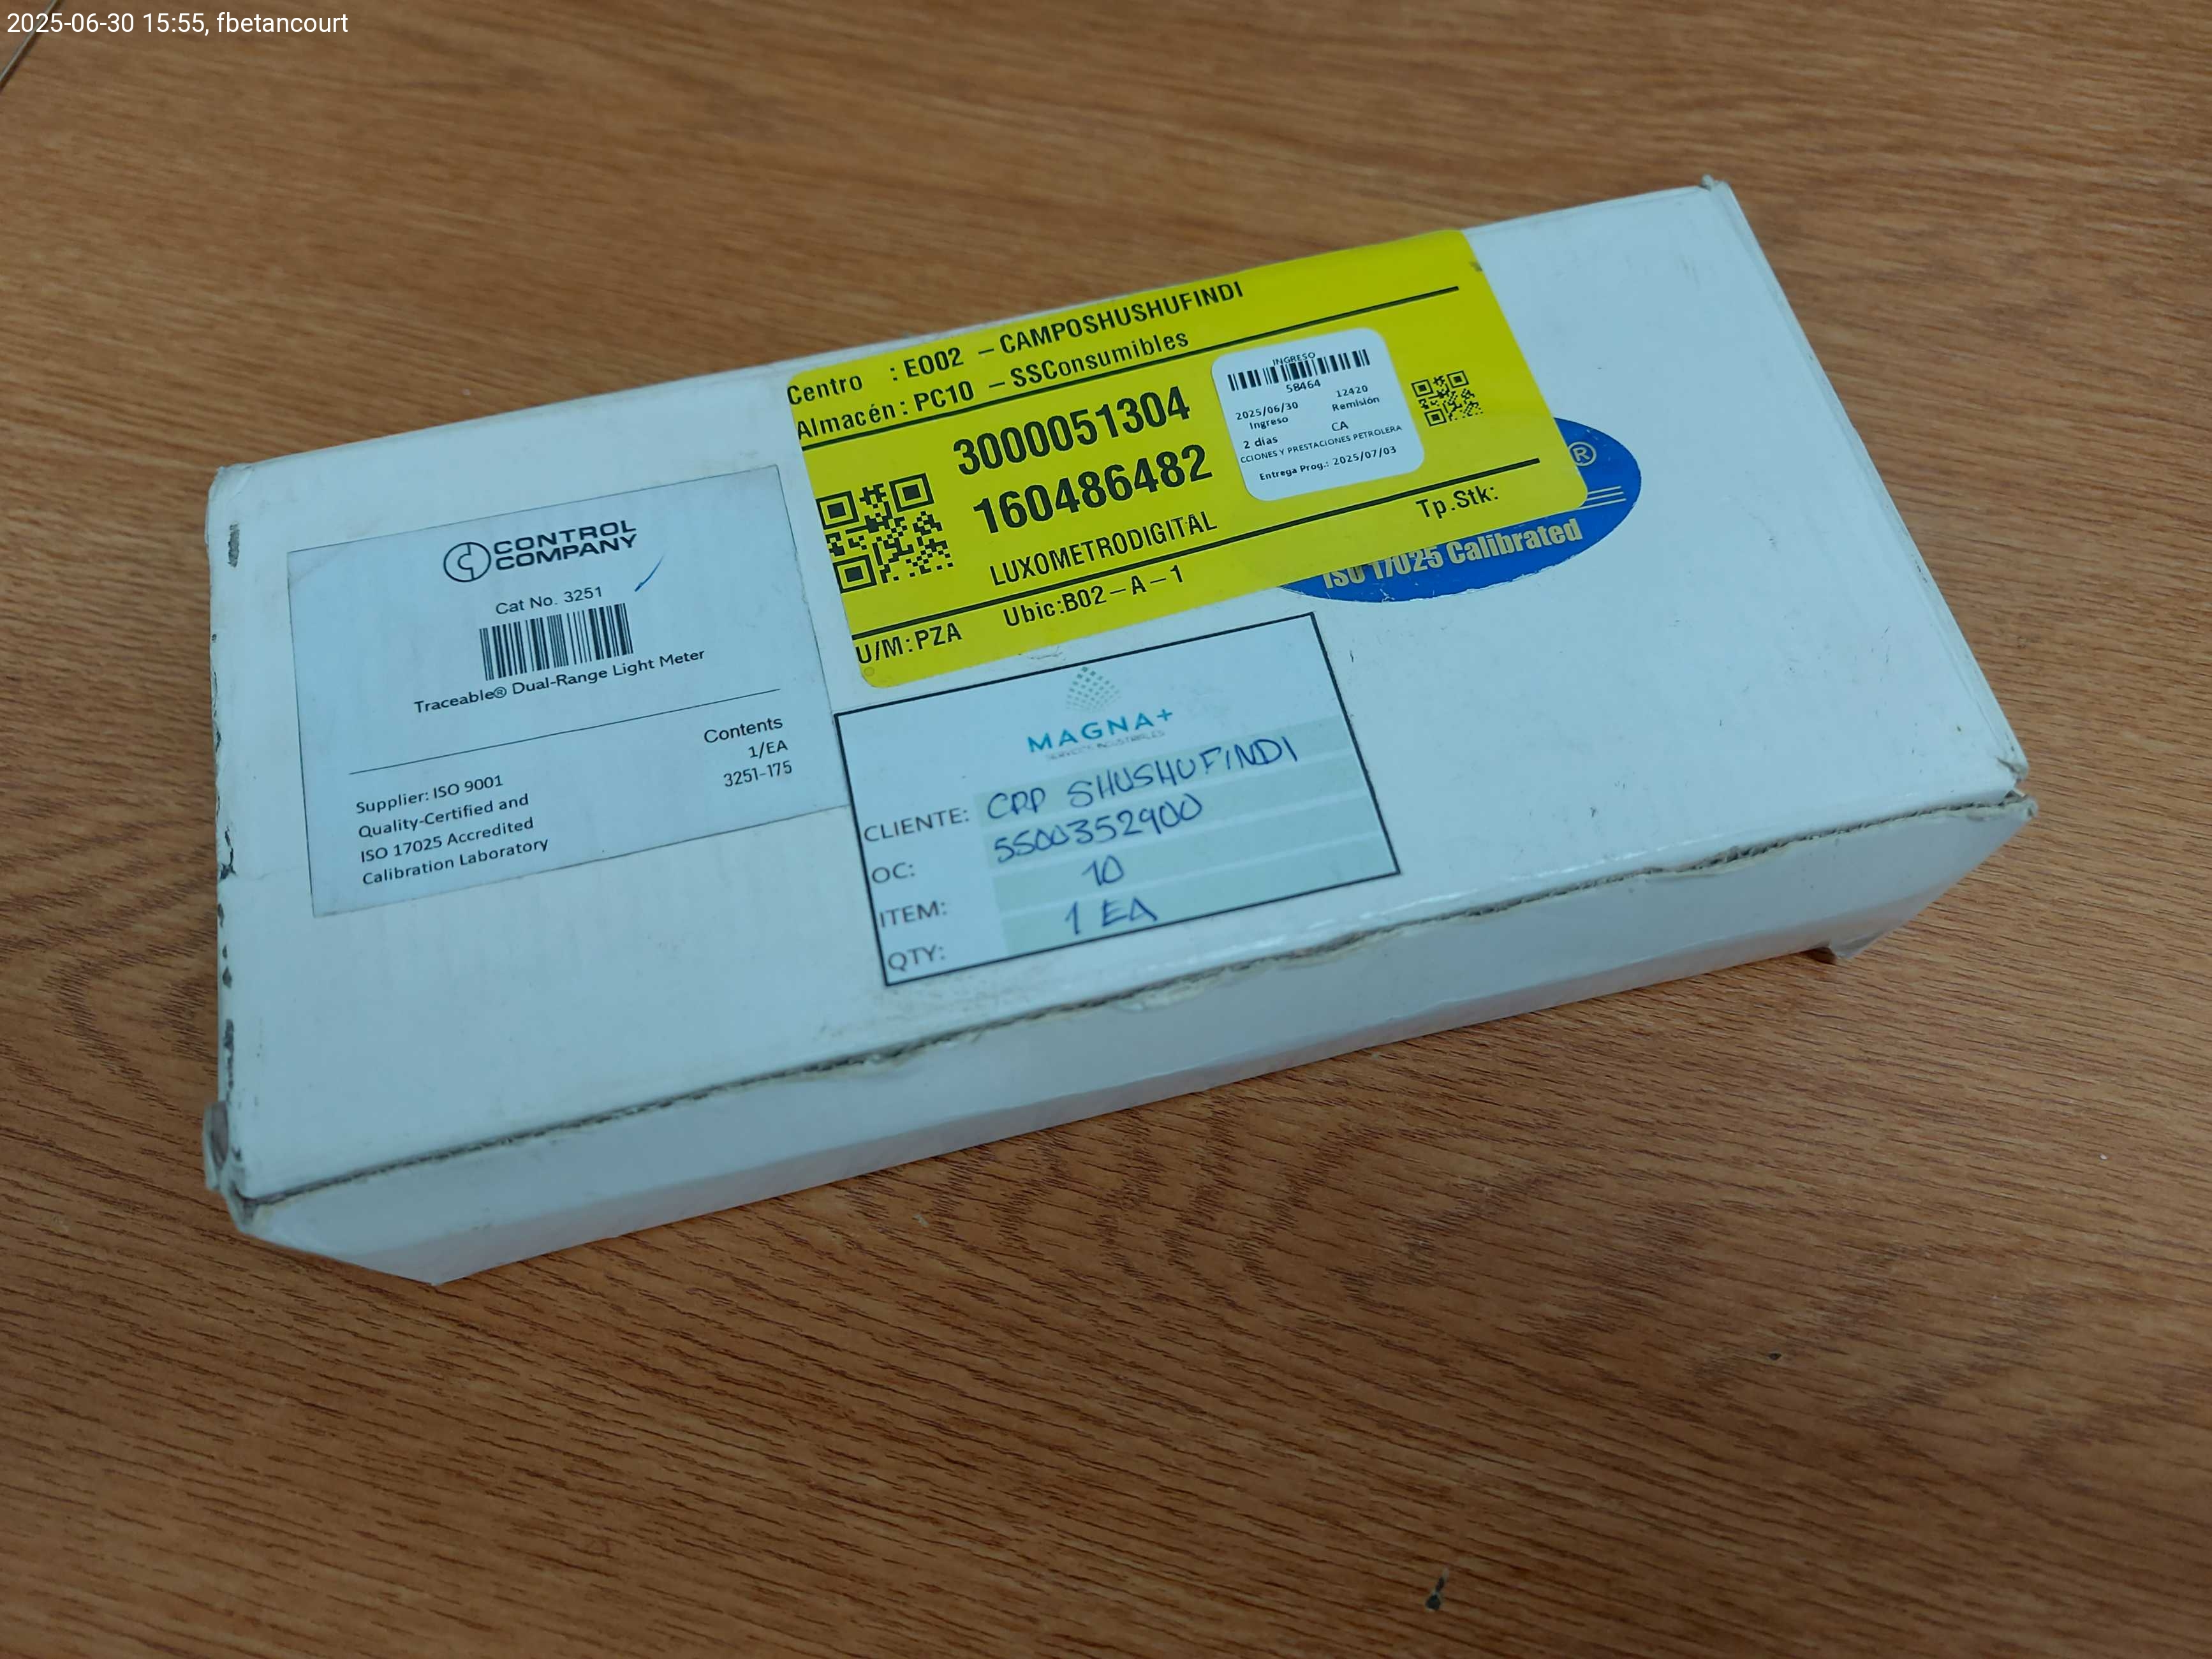 2025-06-30 15:55, fbetancourt
Centro : E002 - CAMPOSHUSHUFINDI
Almacén: PC10 - SSConsumibles
3000051304
160486482
LUXOMETRODIGITAL
Tp.Stk:
U/M:PZA Ubic:B02-A-1
INGRESO
58464
2025/06/30 12420
Ingreso Remisión
2 días CA
CCIONES Y PRESTACIONES PETROLERA
Entrega Prog.: 2025/07/03
®
ISO 17025 Calibrated
CONTROL
COMPANY
Cat No. 3251
Traceable® Dual-Range Light Meter
Contents
1/EA
3251-175
Supplier: ISO 9001
Quality-Certified and
ISO 17025 Accredited
Calibration Laboratory
MAGNA+
SERVICIOS INDUSTRIALES
CLIENTE: CPP SHUSHUFINDI
OC: 5500352900
ITEM: 10
QTY: 1 EA